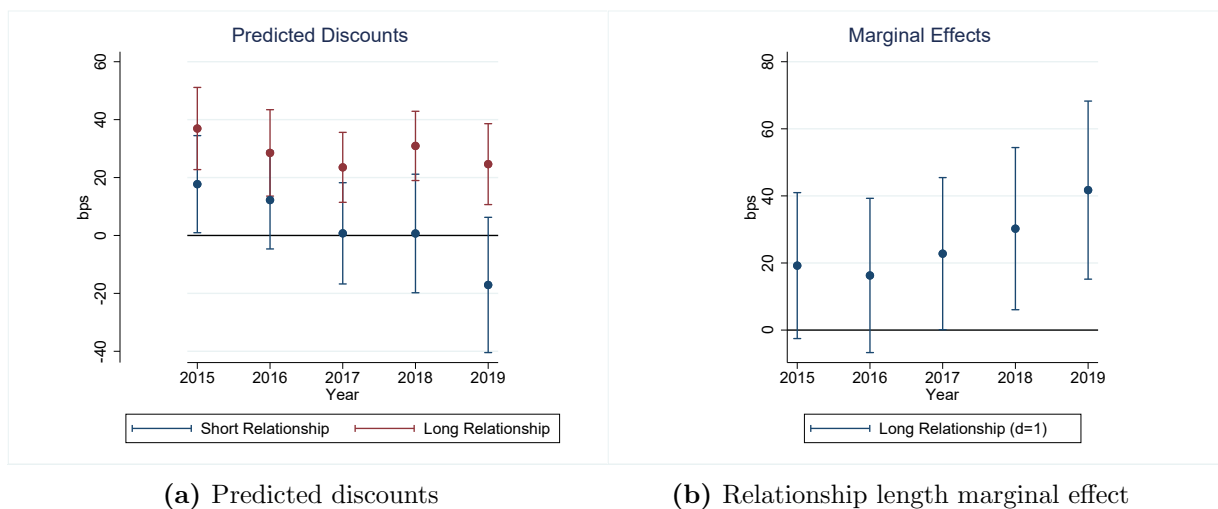 Predicted Discounts
60
40
20
0
-20
-40
bps
2015 2016 2017 2018 2019
Year
Short Relationship Long Relationship
Marginal Effects
80
60
40
20
0
bps
2015 2016 2017 2018 2019
Year
Long Relationship (d=1)
(a) Predicted discounts
(b) Relationship length marginal effect